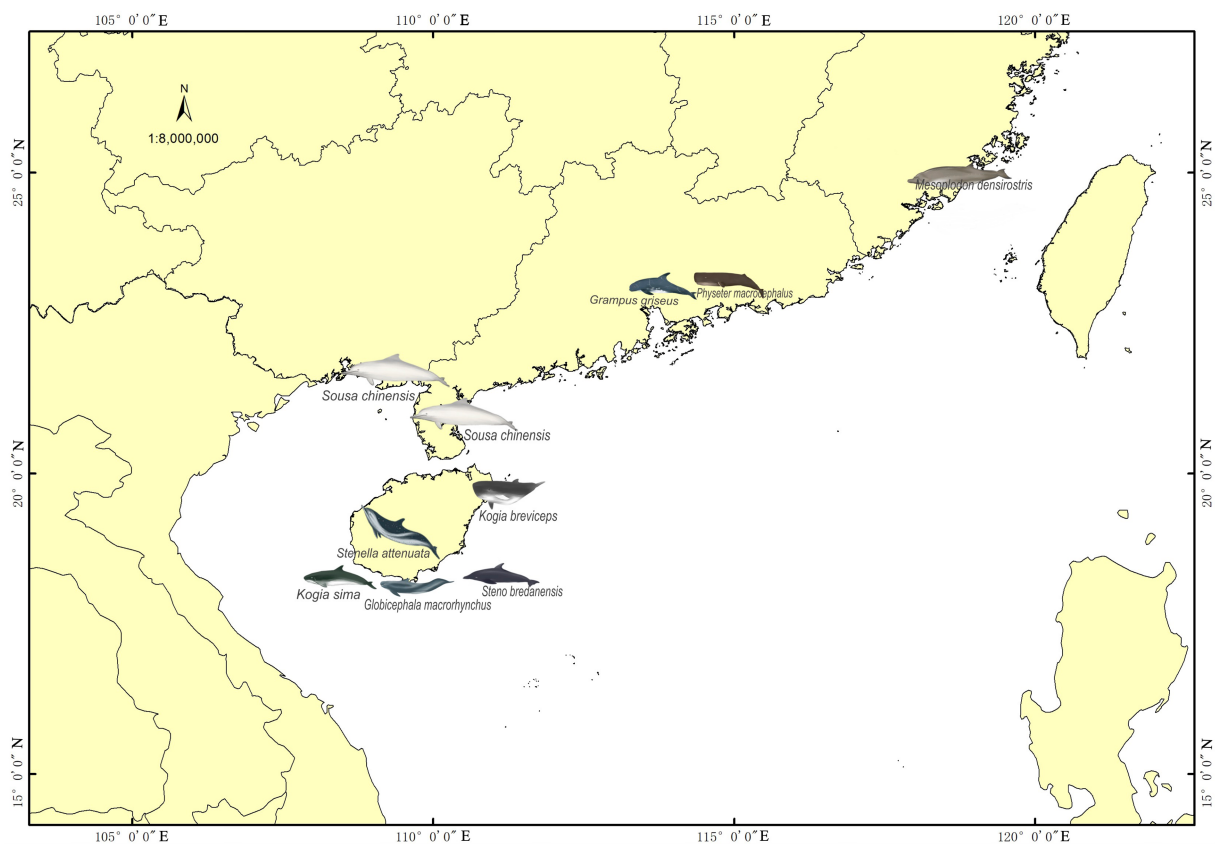 105° 0'0"E
110° 0'0"E
115° 0'0"E
120° 0'0"E
N
1:8,000,000
25° 0'0"N
25° 0'0"N
Mesoplodon densirostris
Grampus griseus
Physeter macrocephalus
Sousa chinensis
Sousa chinensis
20° 0'0"N
20° 0'0"N
Kogia breviceps
Stenella attenuata
Kogia sima
Globicephala macrorhynchus
Steno bredanensis
15° 0'0"N
15° 0'0"N
105° 0'0"E
110° 0'0"E
115° 0'0"E
120° 0'0"E